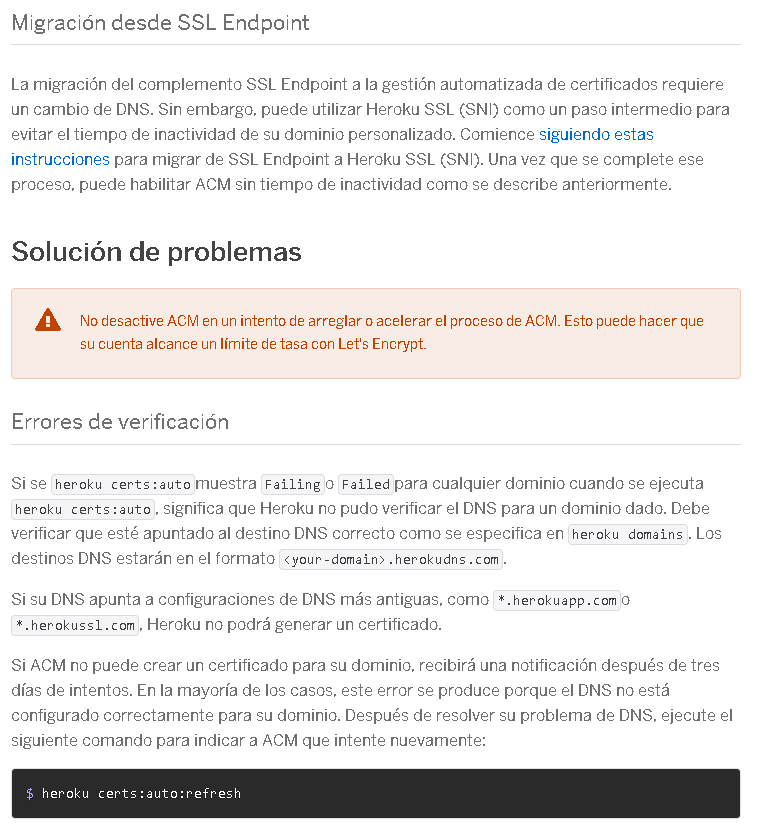 Migración desde SSL Endpoint
La migración del complemento SSL Endpoint a la gestión automatizada de certificados requiere
un cambio de DNS. Sin embargo, puede utilizar Heroku SSL (SNI) como un paso intermedio para
evitar el tiempo de inactividad de su dominio personalizado. Comience siguiendo estas
instrucciones para migrar de SSL Endpoint a Heroku SSL (SNI). Una vez que se complete ese
proceso, puede habilitar ACM sin tiempo de inactividad como se describe anteriormente.
Solución de problemas
No desactive ACM en un intento de arreglar o acelerar el proceso de ACM. Esto puede hacer que
su cuenta alcance un límite de tasa con Let's Encrypt.
Errores de verificación
Si se heroku certs:auto muestra Failing o Failed para cualquier dominio cuando se ejecuta
heroku certs:auto, significa que Heroku no pudo verificar el DNS para un dominio dado. Debe
verificar que esté apuntado al destino DNS correcto como se especifica en heroku domains. Los
destinos DNS estarán en el formato <your-domain>.herokudns.com.
Si su DNS apunta a configuraciones de DNS más antiguas, como *.herokuapp.com o
*.herokussl.com, Heroku no podrá generar un certificado.
Si ACM no puede crear un certificado para su dominio, recibirá una notificación después de tres
días de intentos. En la mayoría de los casos, este error se produce porque el DNS no está
configurado correctamente para su dominio. Después de resolver su problema de DNS, ejecute el
siguiente comando para indicar a ACM que intente nuevamente:
$ heroku certs:auto:refresh